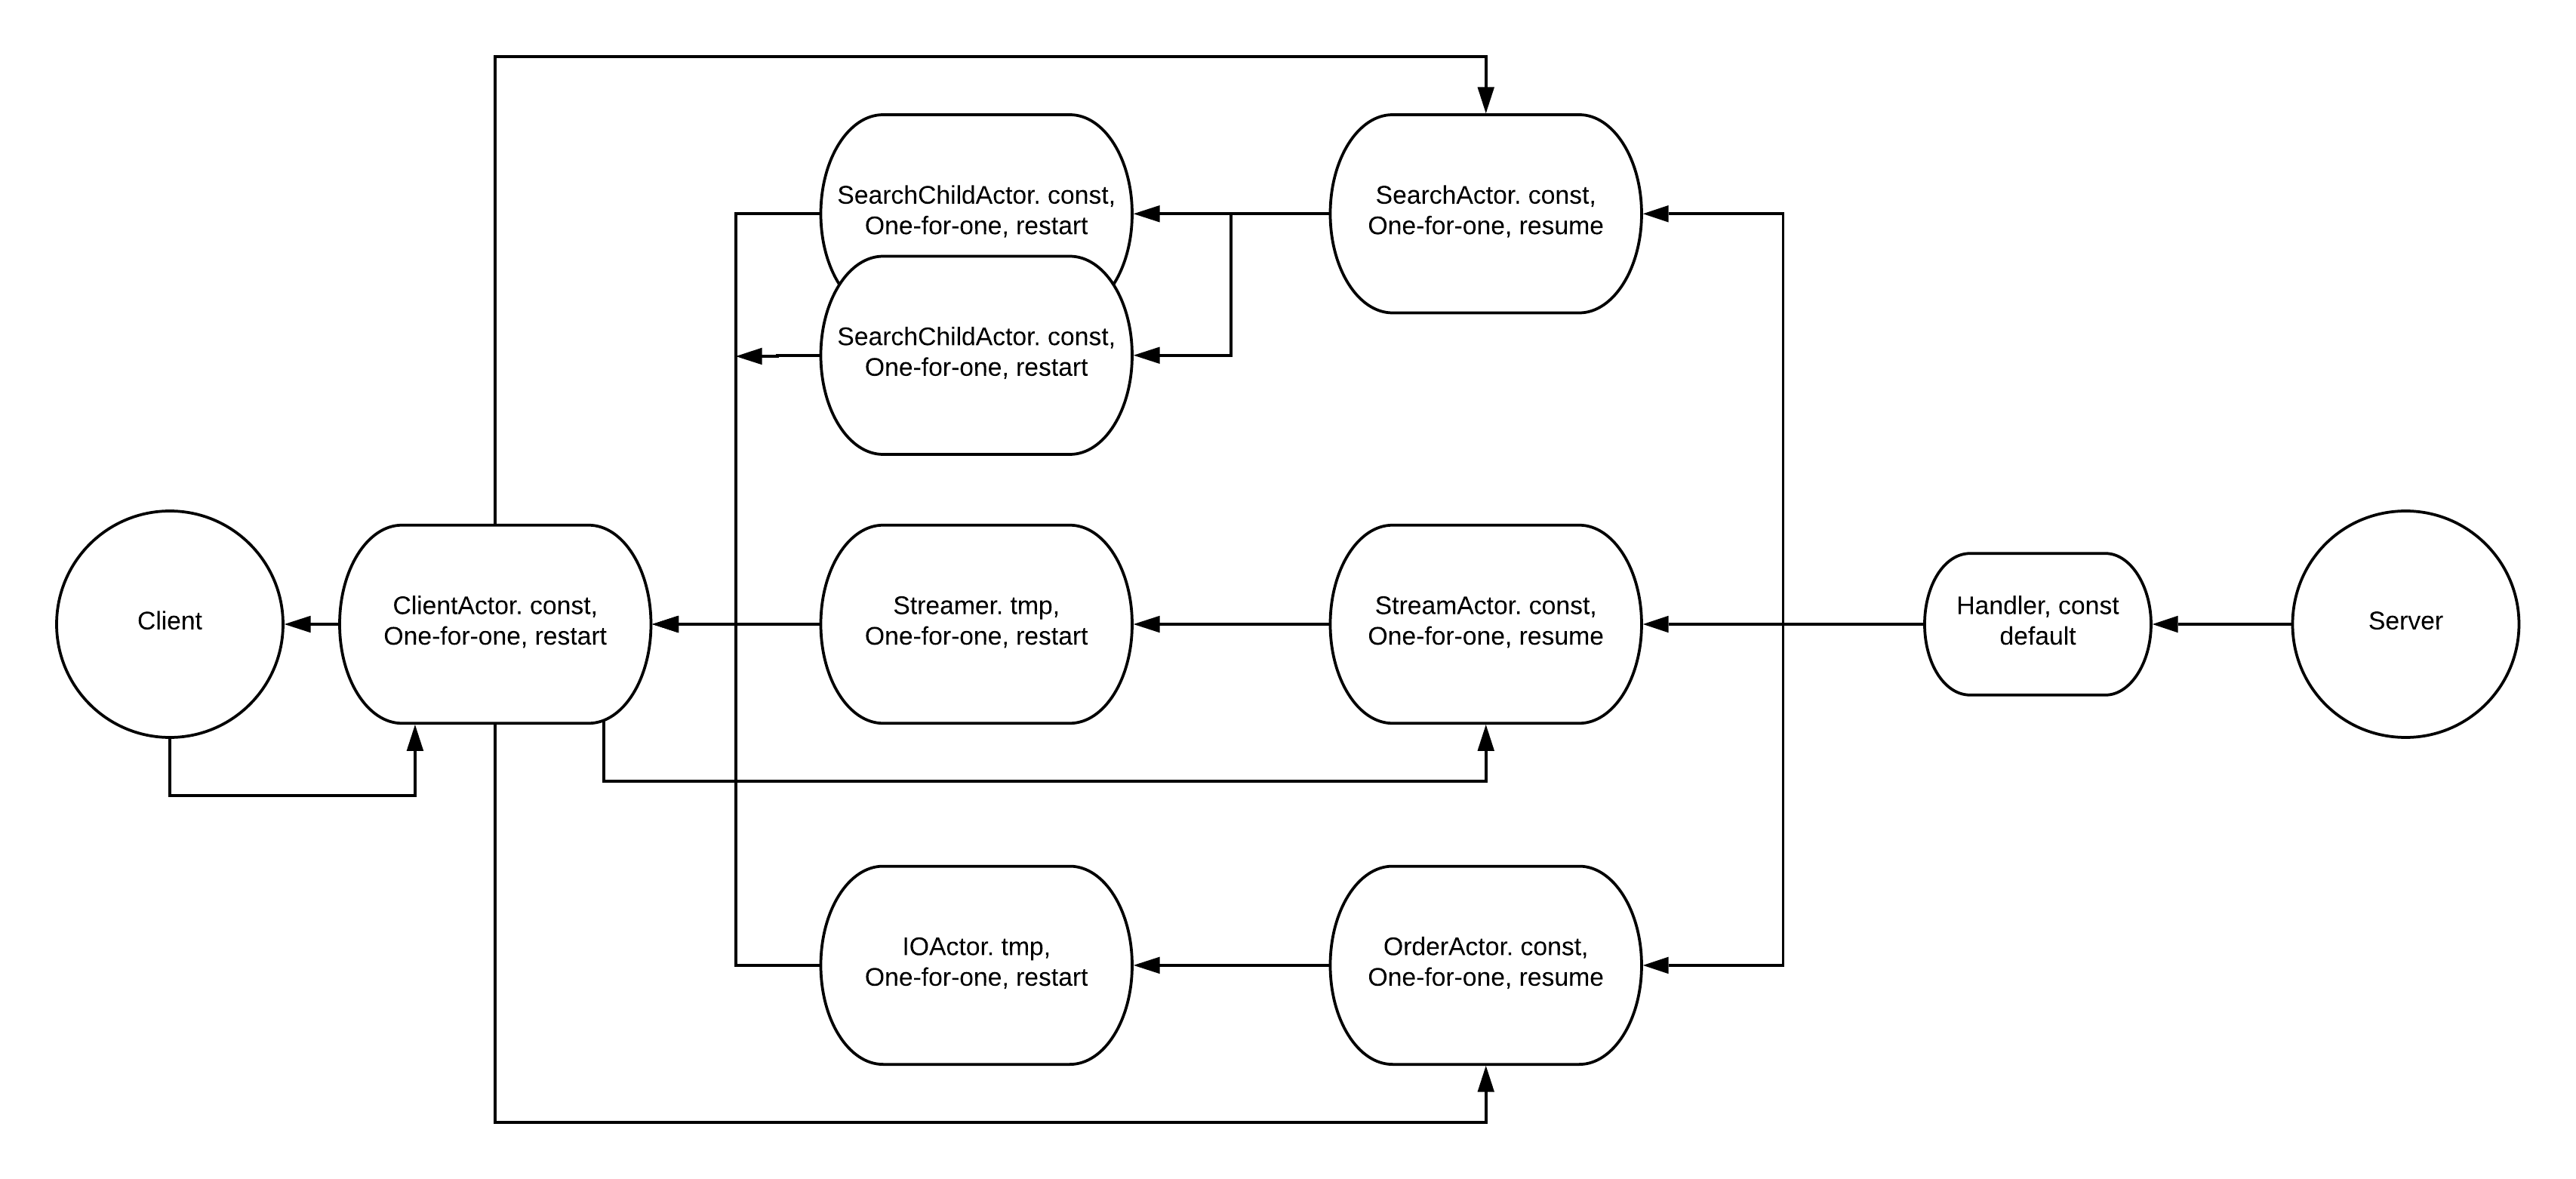 SearchChildActor. const,
One-for-one, restart
SearchActor. const,
One-for-one, resume
SearchChildActor. const,
One-for-one, restart
Client
ClientActor. const,
One-for-one, restart
Streamer. tmp,
One-for-one, restart
StreamActor. const,
One-for-one, resume
Handler, const
default
Server
IOActor. tmp,
One-for-one, restart
OrderActor. const,
One-for-one, resume